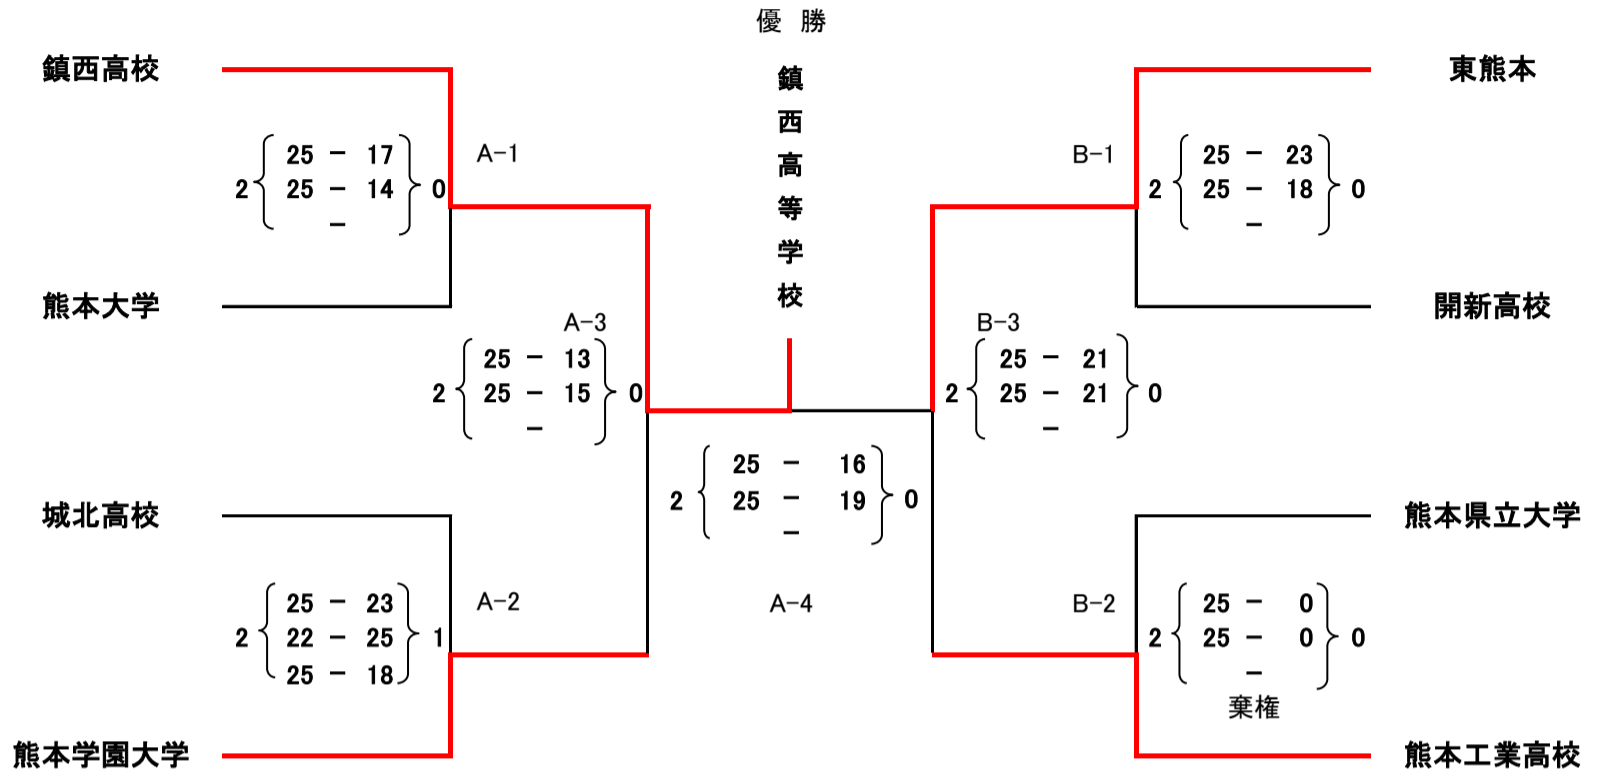 優 勝
鎮西高等学校
鎮西高校
25 － 17
2 25 － 14 0
－
A-1
熊本大学
A-3
25 － 13
2 25 － 15 0
－
城北高校
25 － 23
2 22 － 25 1
25 － 18
A-2
熊本学園大学
25 － 16
2 25 － 19 0
－
A-4
東熊本
B-1
25 － 23
2 25 － 18 0
－
開新高校
B-3
25 － 21
2 25 － 21 0
－
熊本県立大学
B-2
25 － 0
2 25 － 0 0
－
棄権
熊本工業高校